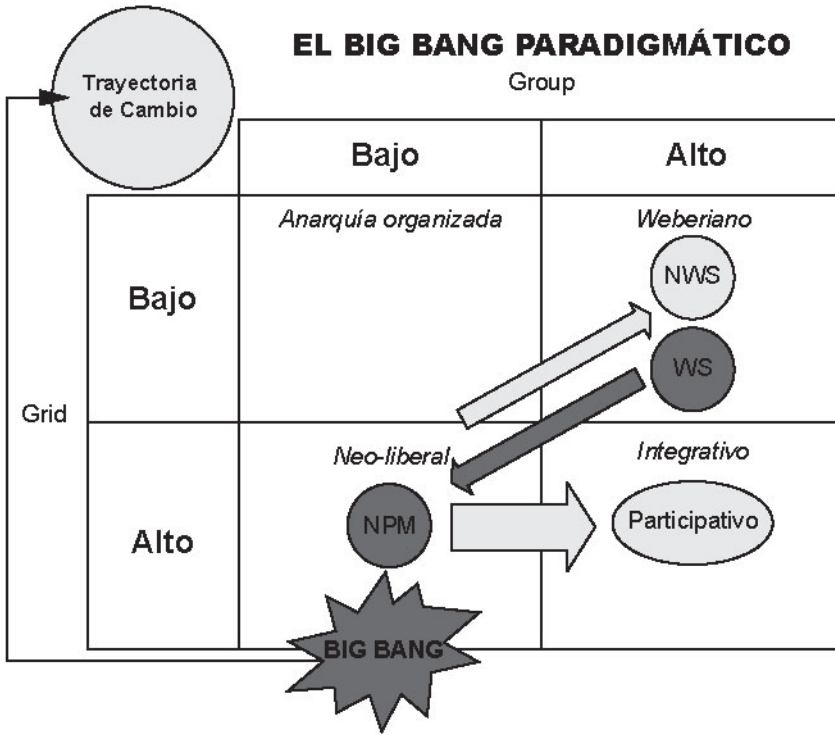 EL BIG BANG PARADIGMÁTICO
Trayectoria
de Cambio
Group
Bajo
Alto
Anarquía organizada
Weberiano
Bajo
NWS
WS
Grid
Neo-liberal
Integrativo
Alto
NPM
Participativo
BIG BANG